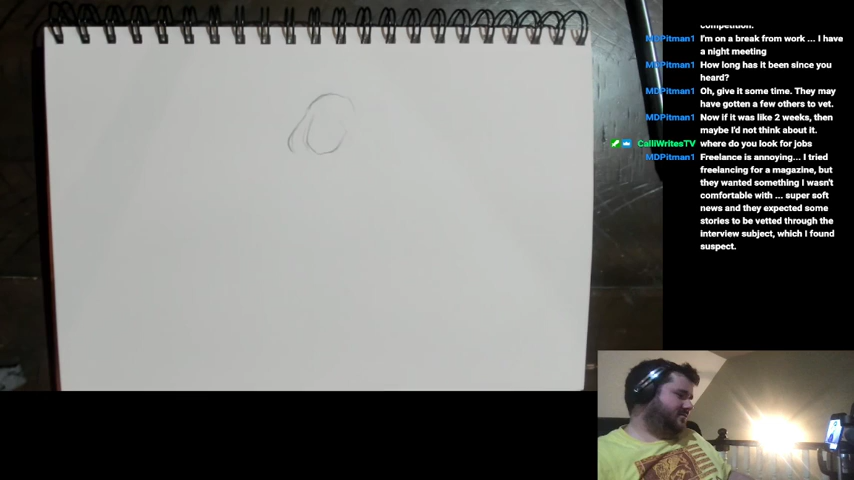 competition.
MDPitman1 I'm on a break from work ... I have
a night meeting
MDPitman1 How long has it been since you
heard?
MDPitman1 Oh, give it some time. They may
have gotten a few others to vet.
MDPitman1 Now if it was like 2 weeks, then
maybe I'd not think about it.
CalliWritesTV where do you look for jobs
MDPitman1 Freelance is annoying... I tried
freelancing for a magazine, but
they wanted something I wasn't
comfortable with ... super soft
news and they expected some
stories to be vetted through the
interview subject, which I found
suspect.